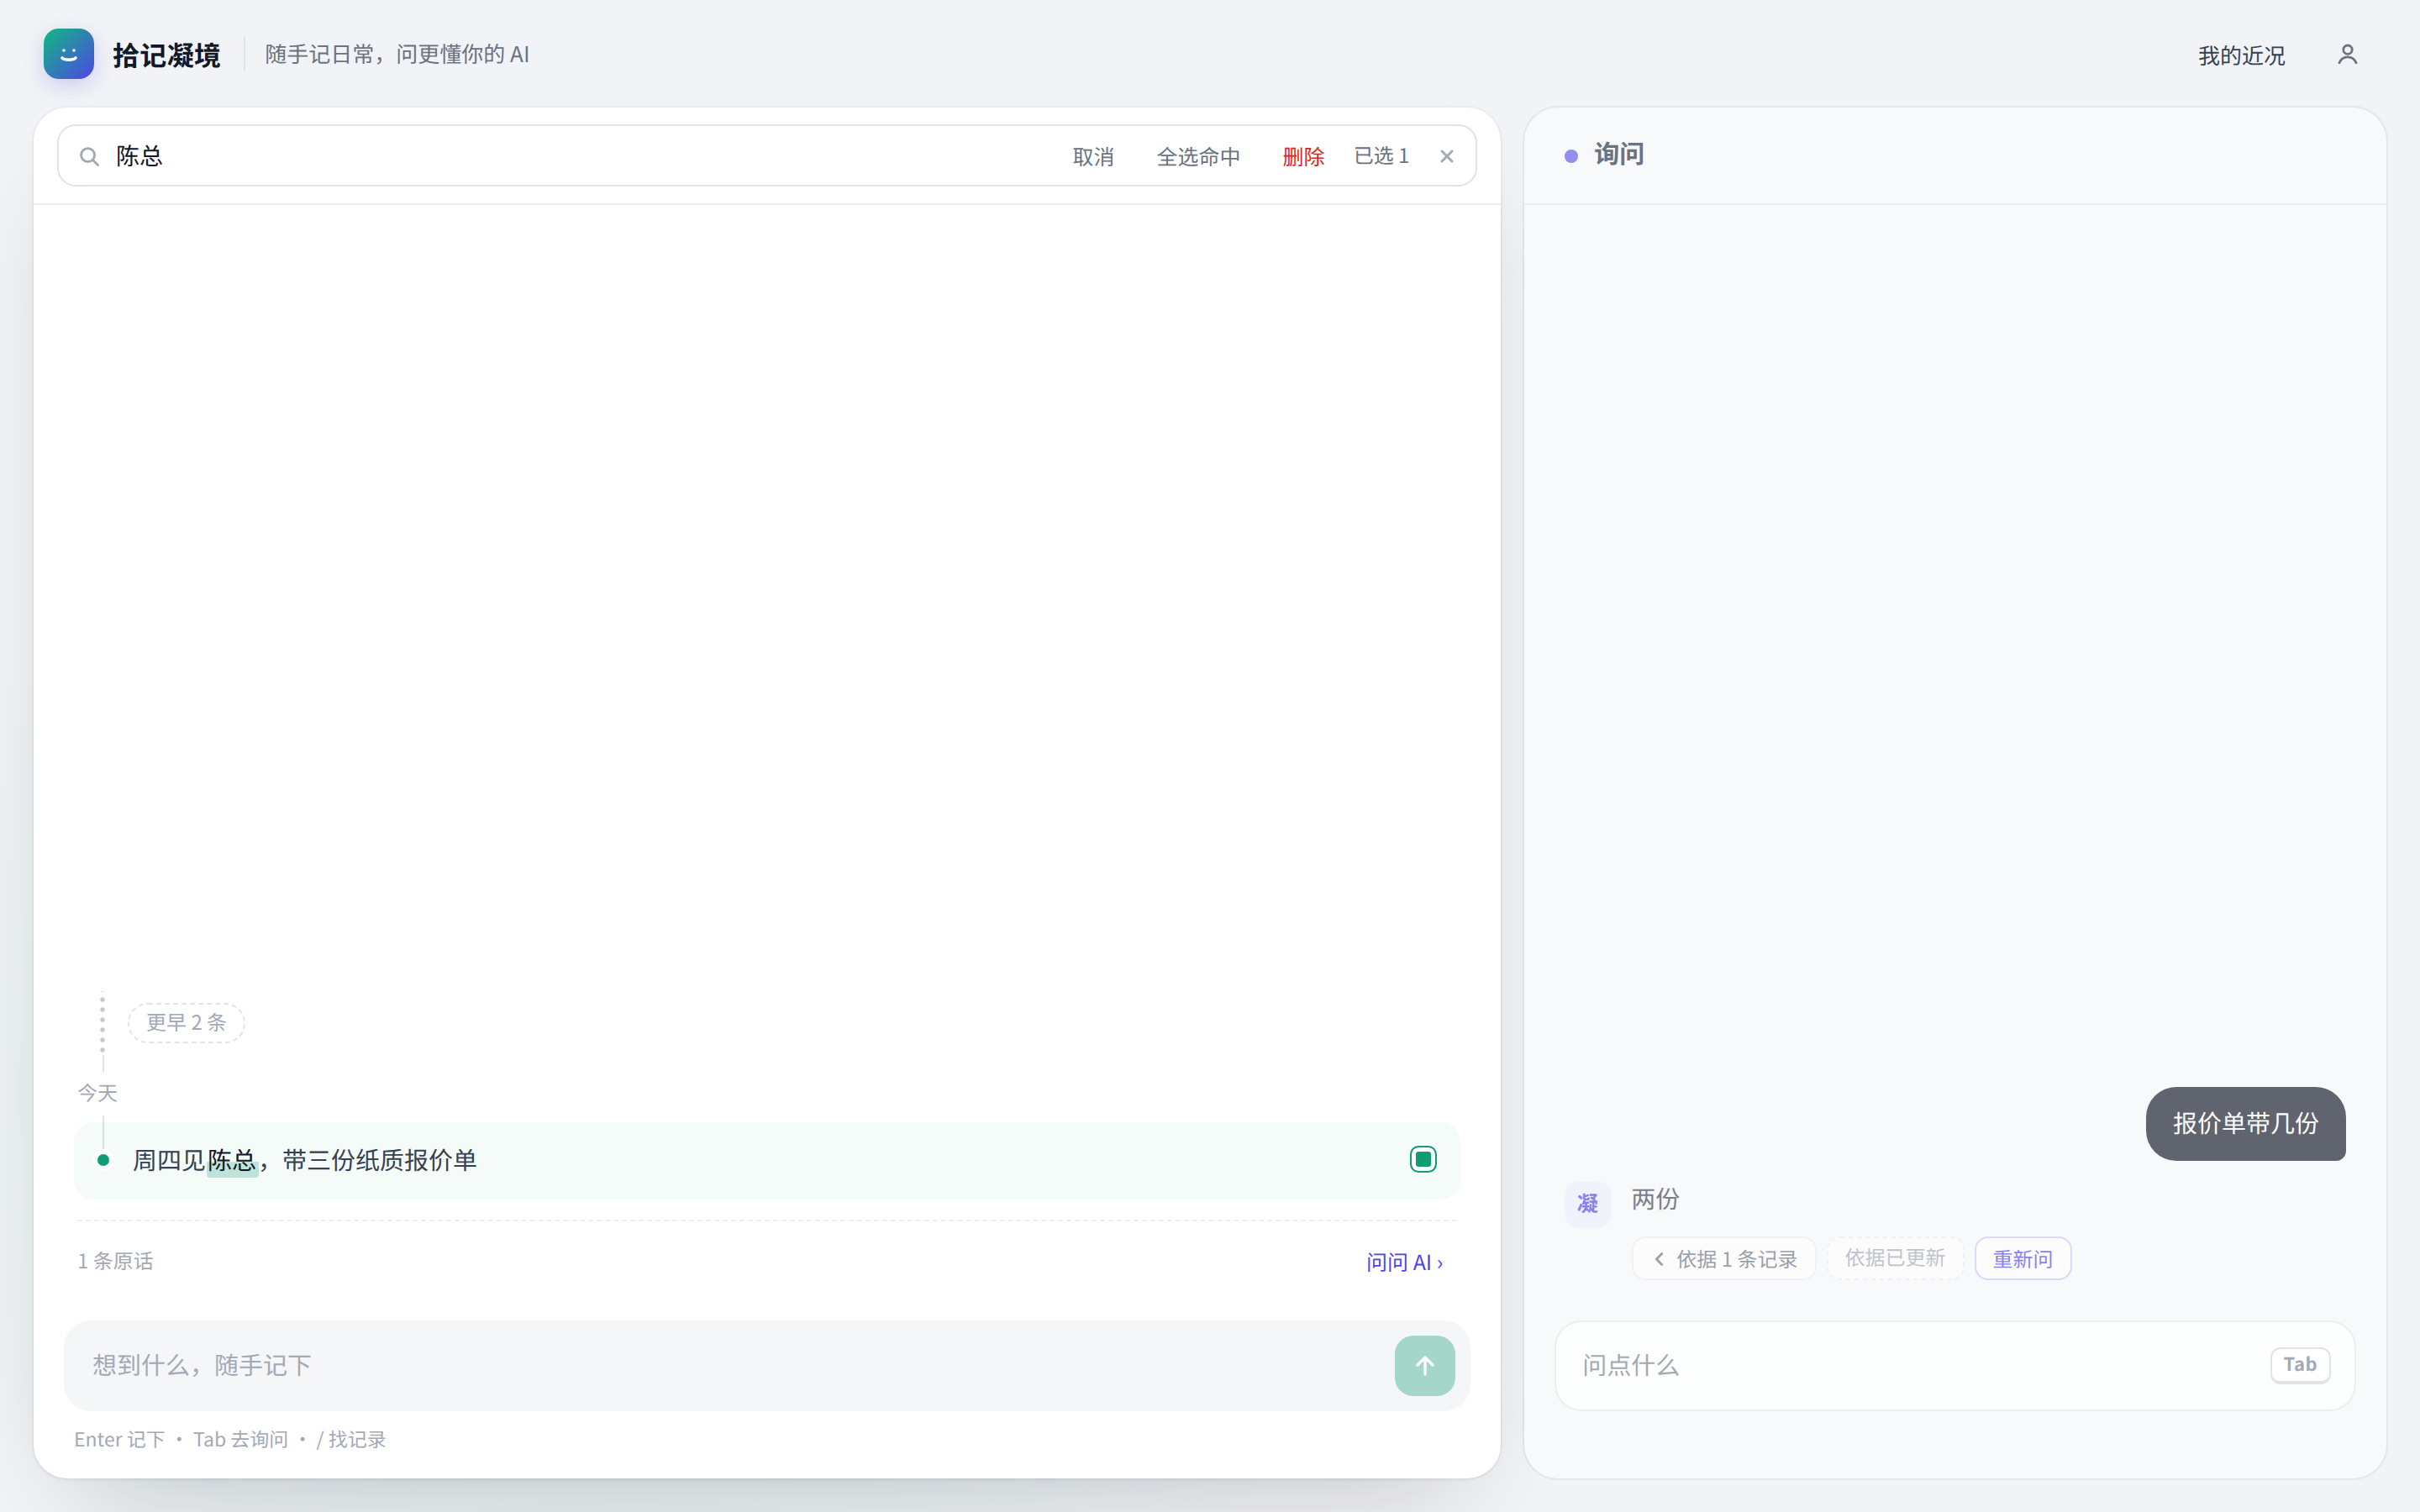 拾记凝境
随手记日常，问更懂你的 AI
我的近况
陈总
取消
全选命中
删除
已选 1
更早 2 条
今天
周四见陈总，带三份纸质报价单
1 条原话
问问 AI ›
想到什么，随手记下
Enter 记下 · Tab 去询问 · / 找记录
询问
报价单带几份
凝
两份
依据 1 条记录
依据已更新
重新问
问点什么
Tab